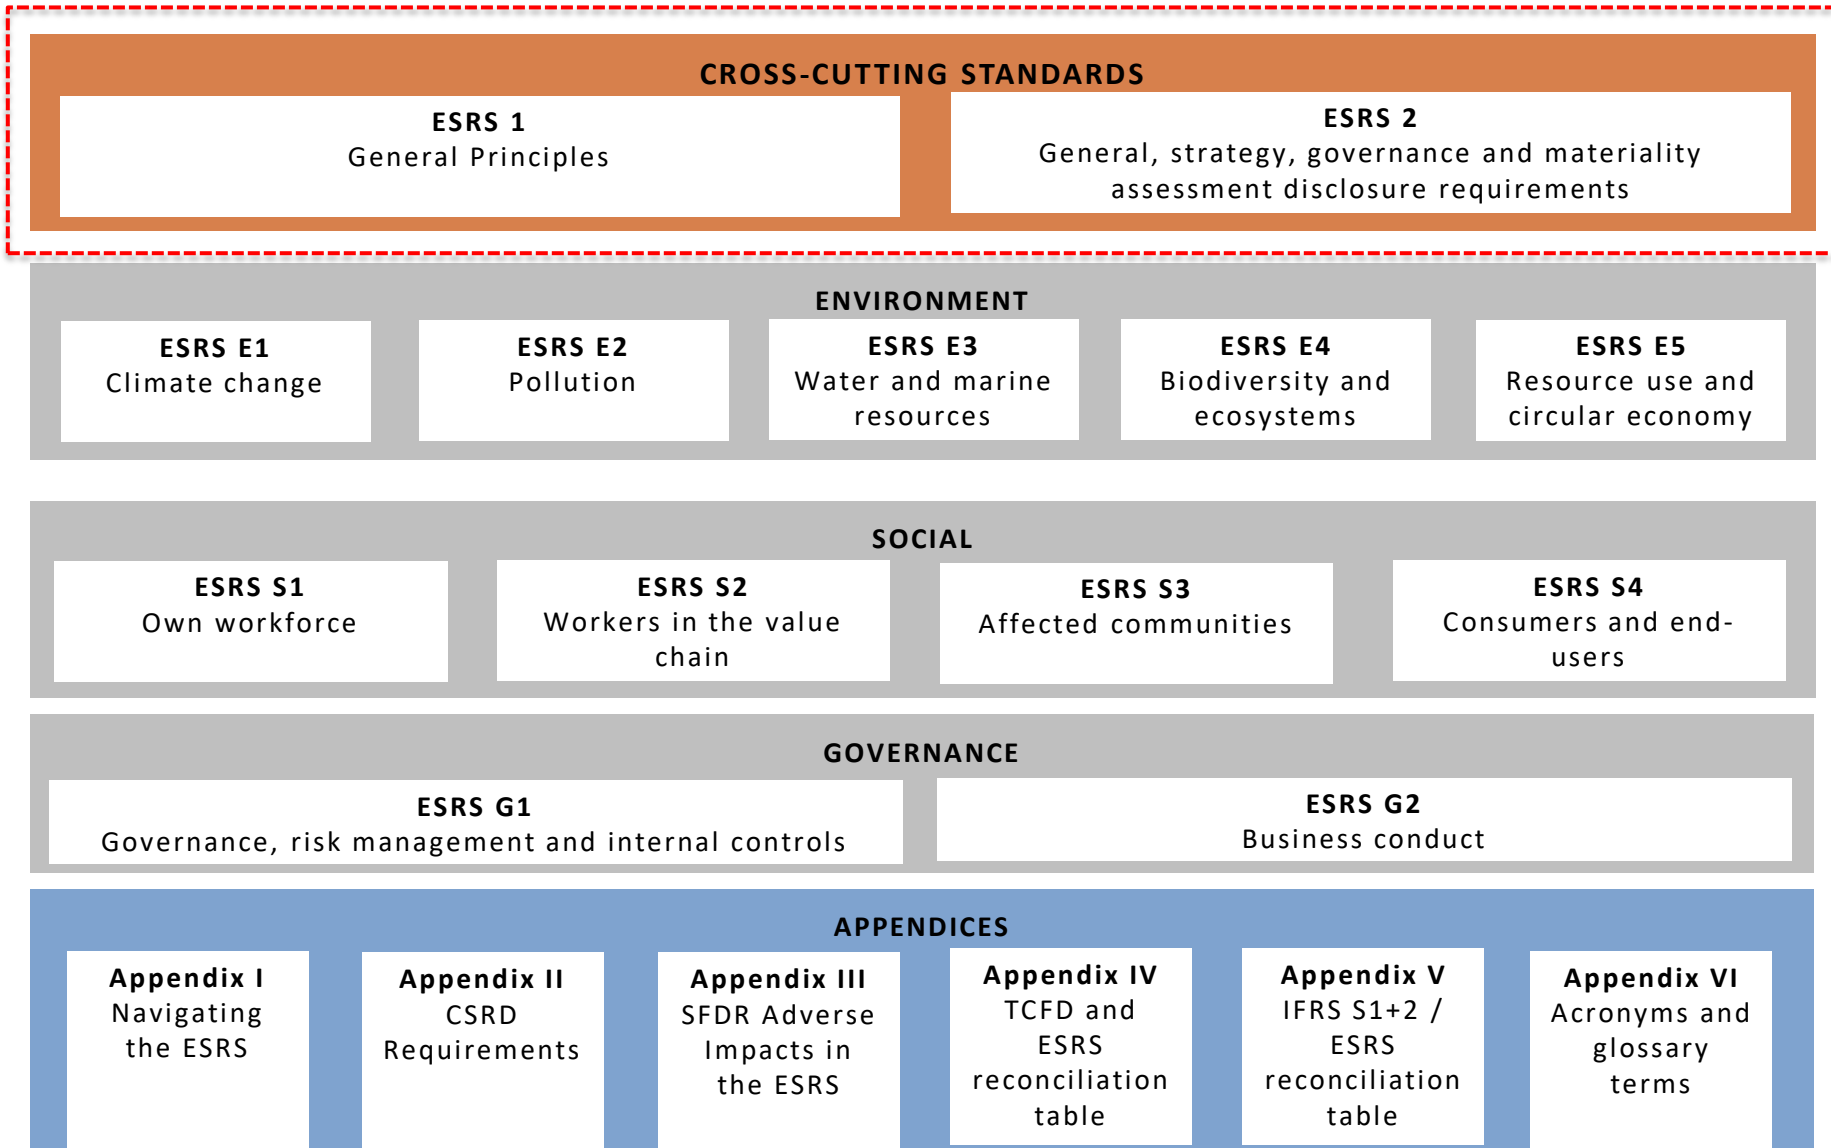 CROSS-CUTTING STANDARDS
ESRS 1
General Principles
ESRS 2
General, strategy, governance and materiality
assessment disclosure requirements
ENVIRONMENT
ESRS E1
Climate change
ESRS E2
Pollution
ESRS E3
Water and marine
resources
ESRS E4
Biodiversity and
ecosystems
ESRS E5
Resource use and
circular economy
SOCIAL
ESRS S1
Own workforce
ESRS S2
Workers in the value
chain
ESRS S3
Affected communities
ESRS S4
Consumers and end-
users
GOVERNANCE
ESRS G1
Governance, risk management and internal controls
ESRS G2
Business conduct
APPENDICES
Appendix I
Navigating
the ESRS
Appendix II
CSRD
Requirements
Appendix III
SFDR Adverse
Impacts in
the ESRS
Appendix IV
TCFD and
ESRS
reconciliation
table
Appendix V
IFRS S1+2 /
ESRS
reconciliation
table
Appendix VI
Acronyms and
glossary
terms